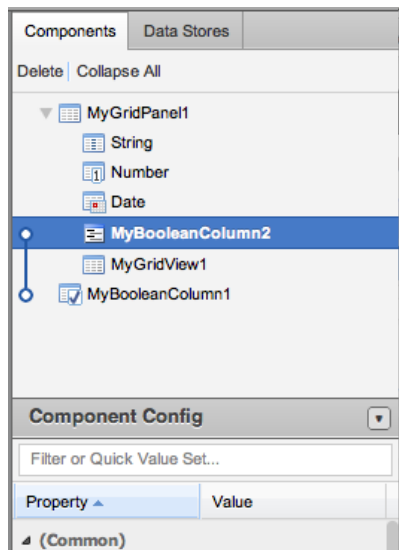 Components Data Stores
Delete Collapse All
MyGridPanel1
String
Number
Date
MyBooleanColumn2
MyGridView1
MyBooleanColumn1
Component Config
Filter or Quick Value Set...
Property Value
(Common)